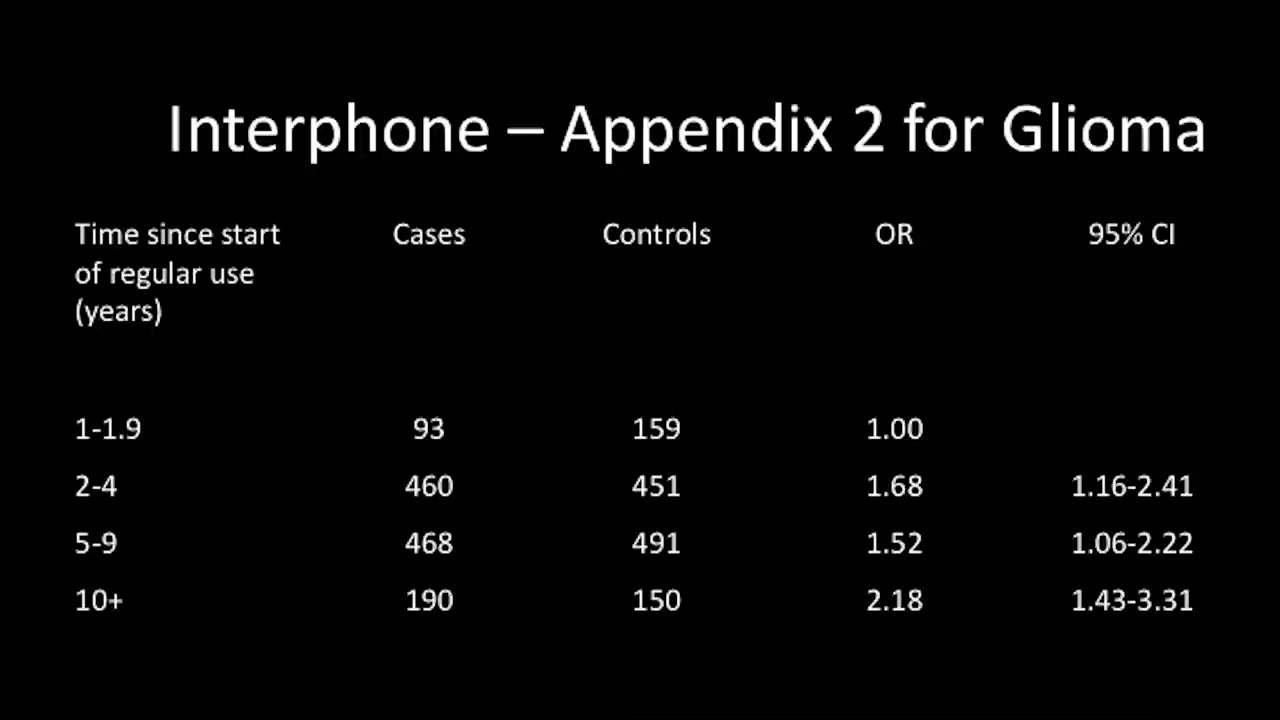 Interphone – Appendix 2 for Glioma
Time since start of regular use (years) Cases Controls OR 95% CI
1-1.9 93 159 1.00
2-4 460 451 1.68 1.16-2.41
5-9 468 491 1.52 1.06-2.22
10+ 190 150 2.18 1.43-3.31